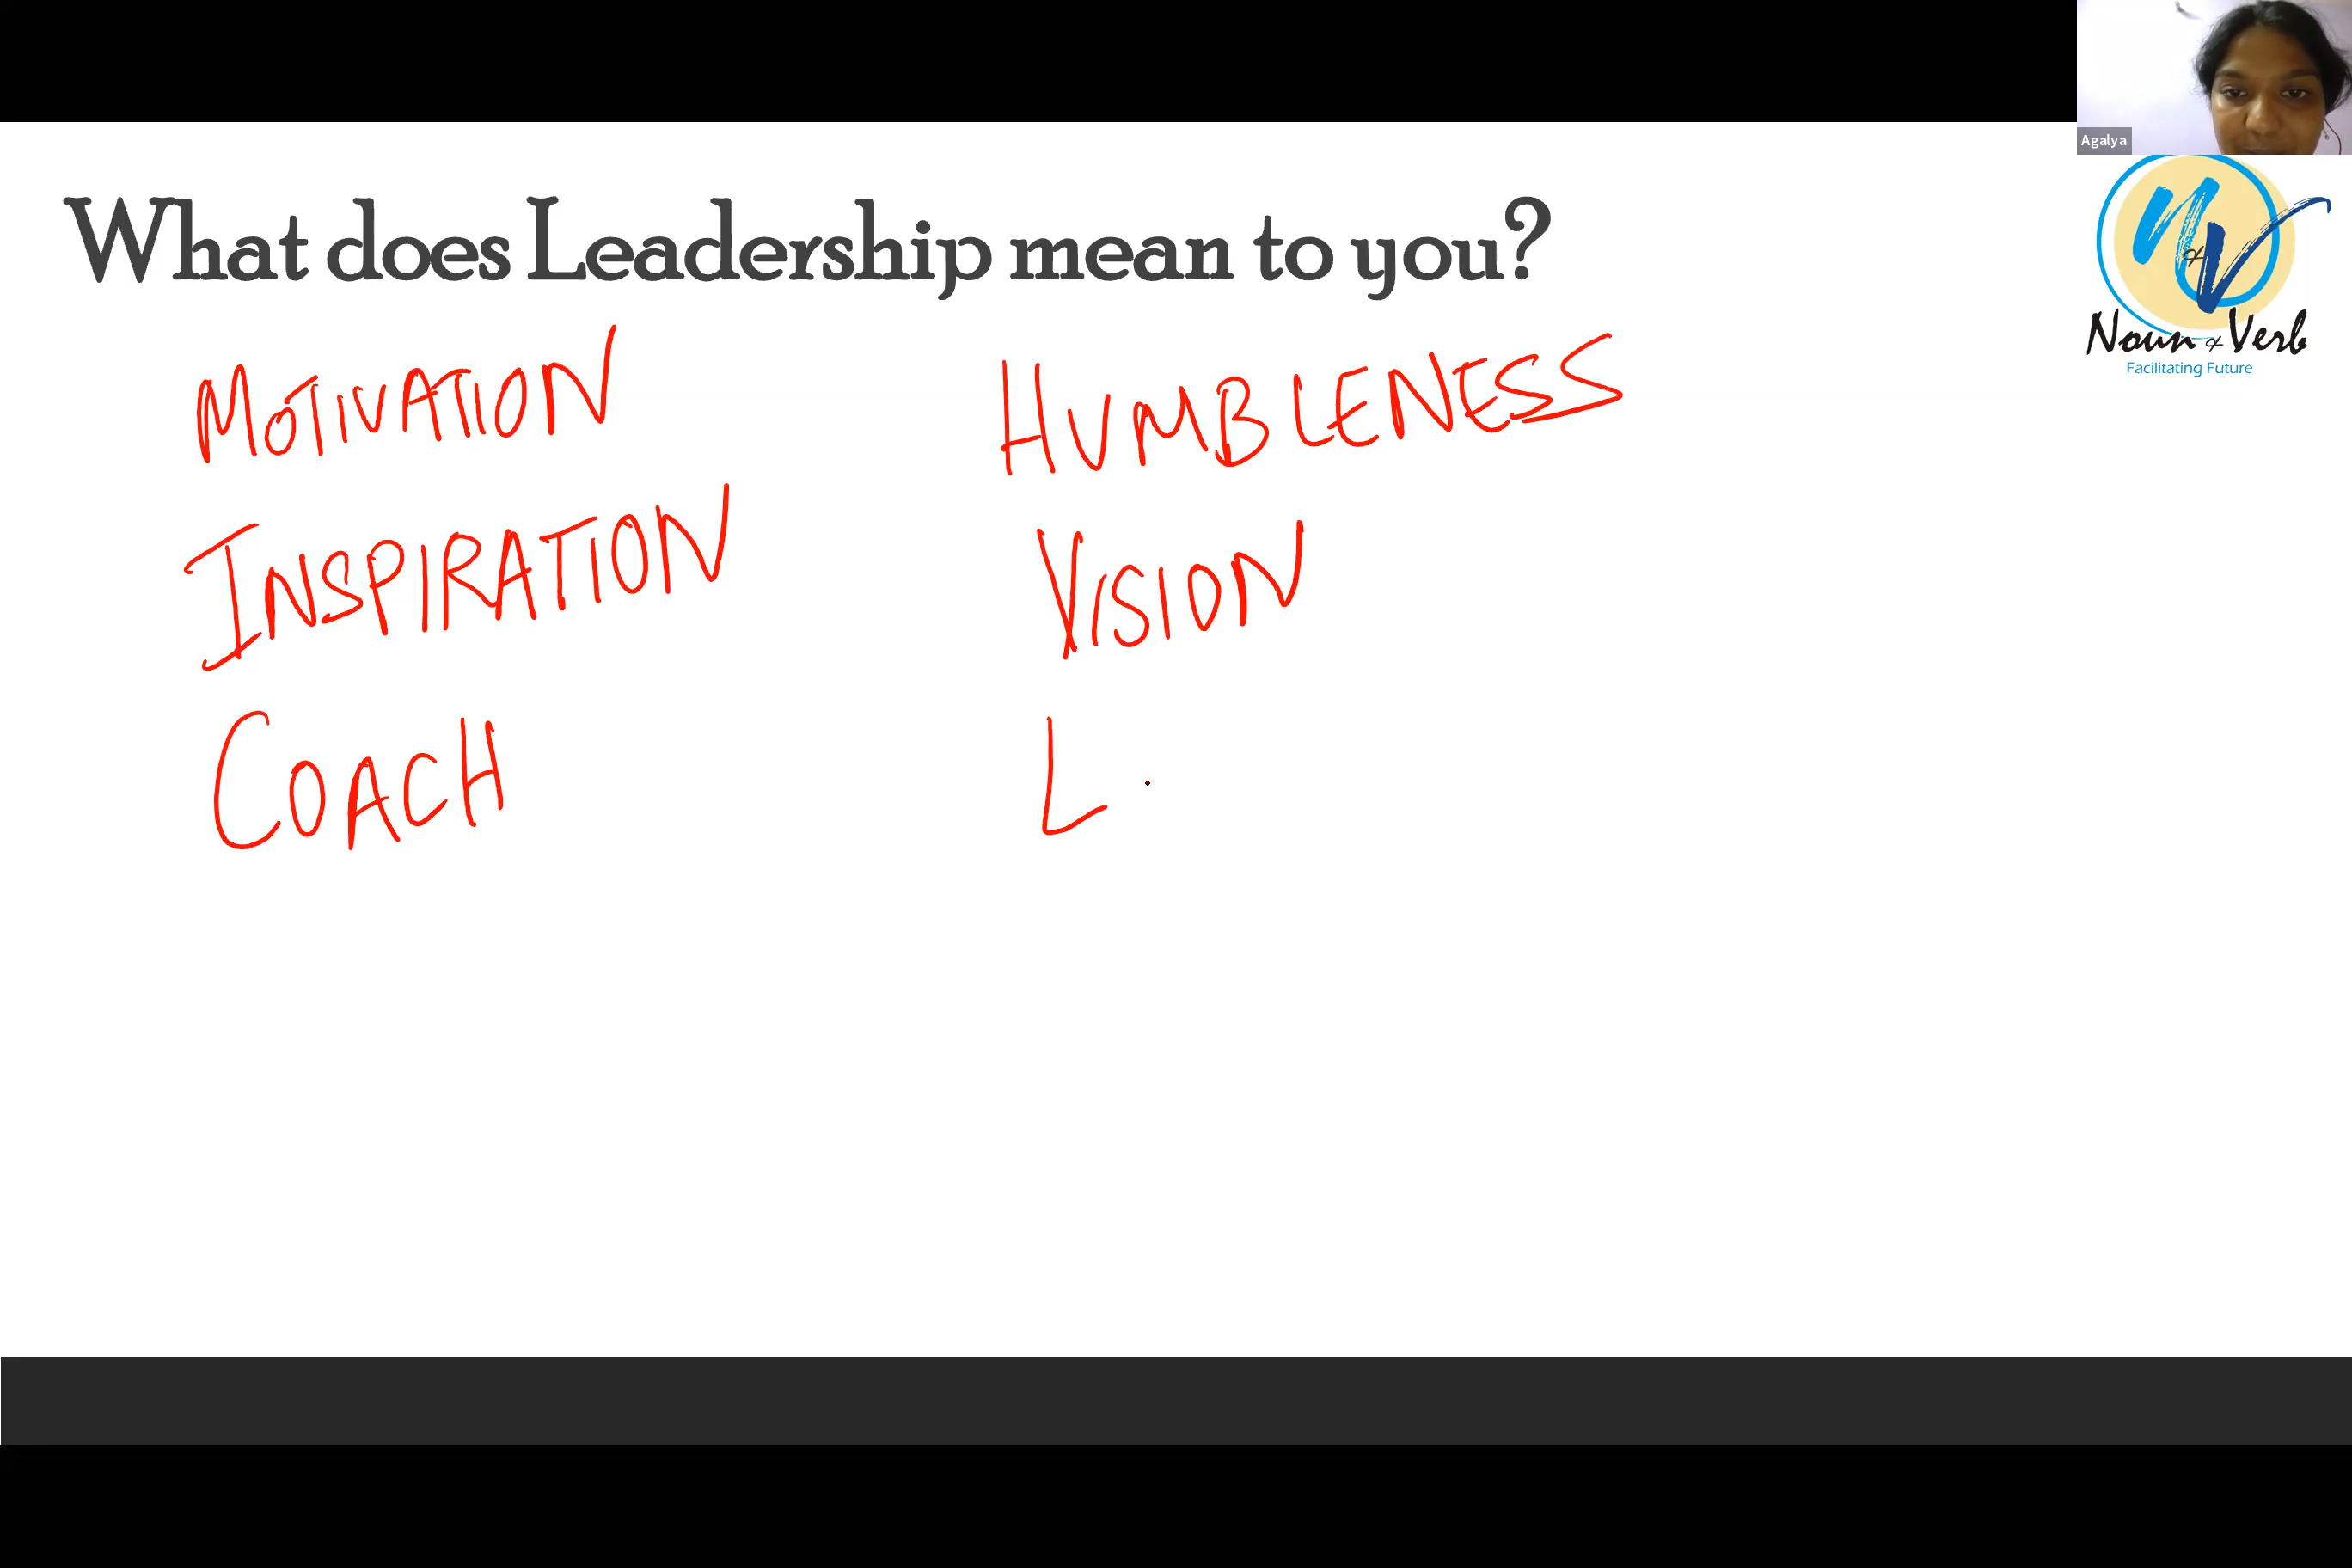 Agalya
What does Leadership mean to you?
N & V
Noun & Verb
Facilitating Future
MOTIVATION
HUMBLENESS
INSPIRATION
VISION
COACH
L